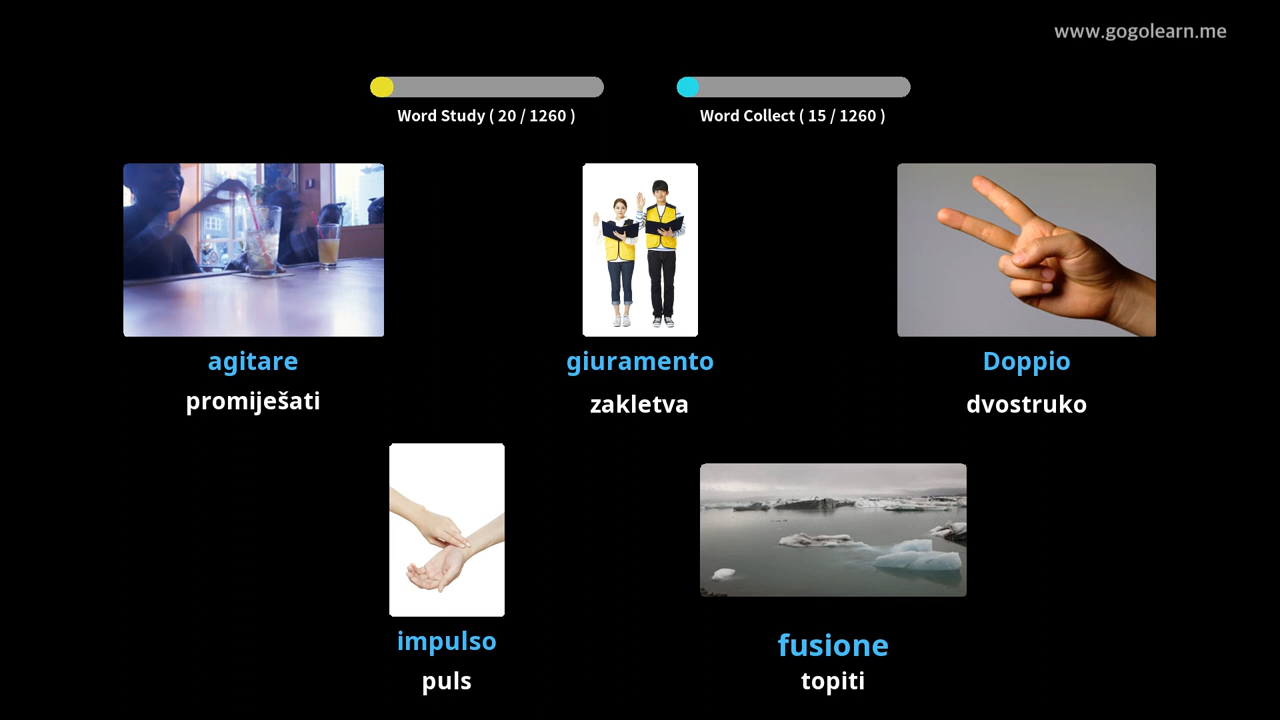 www.gogolearn.me
Word Study ( 20 / 1260 )
Word Collect ( 15 / 1260 )
agitare
promiješati
giuramento
zakletva
Doppio
dvostruko
impulso
puls
fusione
topiti